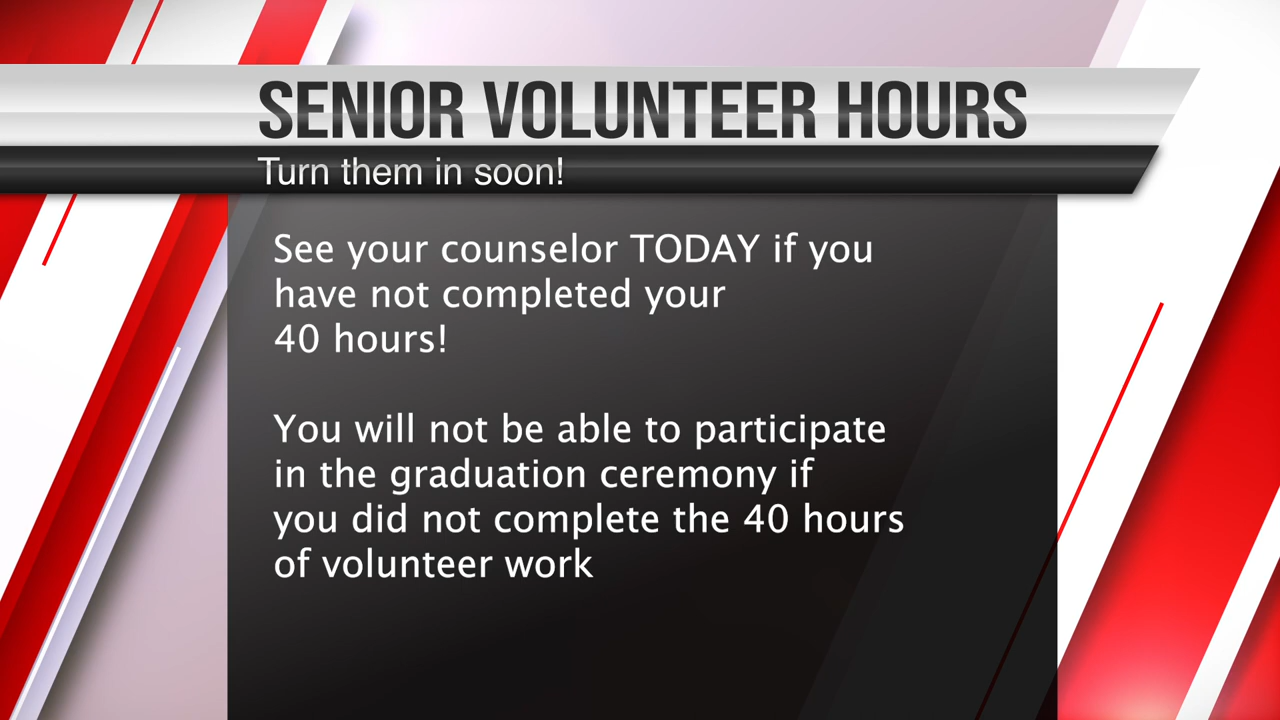 SENIOR VOLUNTEER HOURS
Turn them in soon!
See your counselor TODAY if you
have not completed your
40 hours!
You will not be able to participate
in the graduation ceremony if
you did not complete the 40 hours
of volunteer work